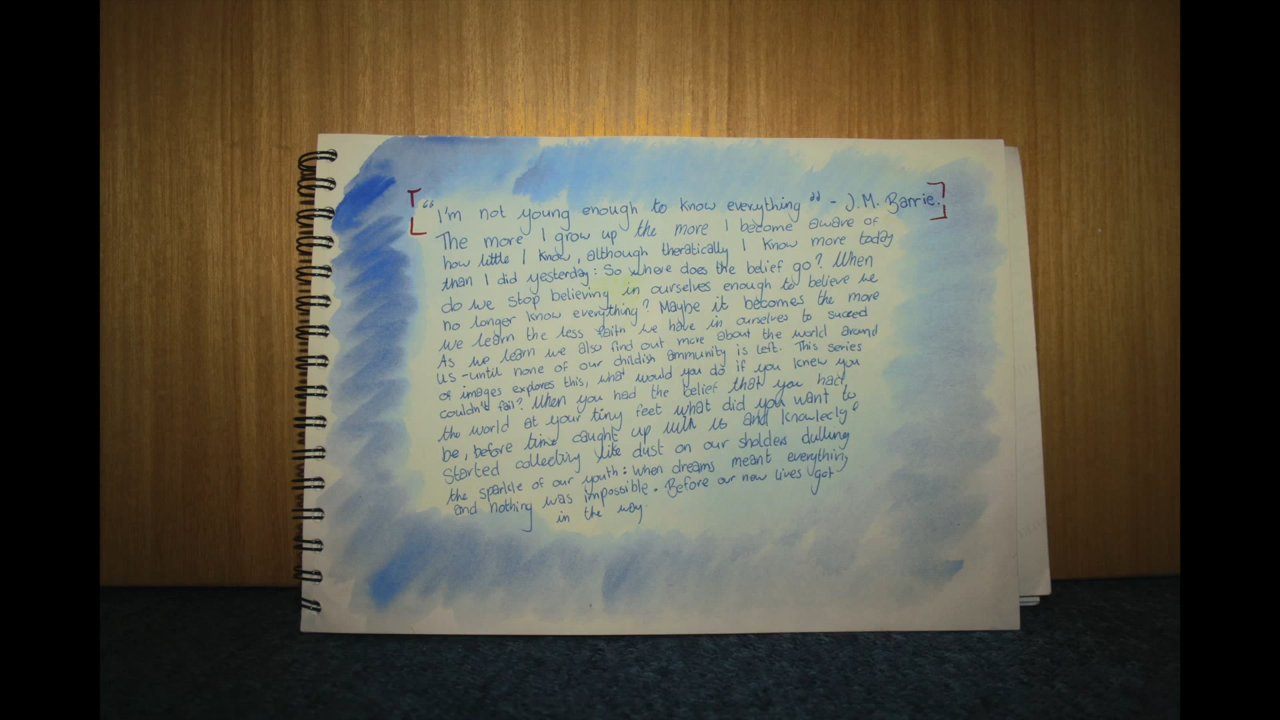 "I'm not young enough to know everything" - J.M. Barrie.
The more I grow up the more I become aware of
how little I know, although theratically I know more today
than I did yesterday: So where does the belief go? When
do we stop believing in ourselves enough to believe we
no longer know everything? Maybe it becomes the more
we learn the less faith we have in ourselves to succed
As we learn we also find out more about the world around
us - until none of our childish ammunity is left. This series
of images explores this, what would you do if you knew you
couldn't fail? When you had the belief that you had
the world at your tiny feet what did you want to
be, before time caught up with us and knowlecly
started collecting like dust on our sholders dulling
the sparkle of our youth: when dreams meant everything
and nothing was impossible. Before our new lives got
in the way.